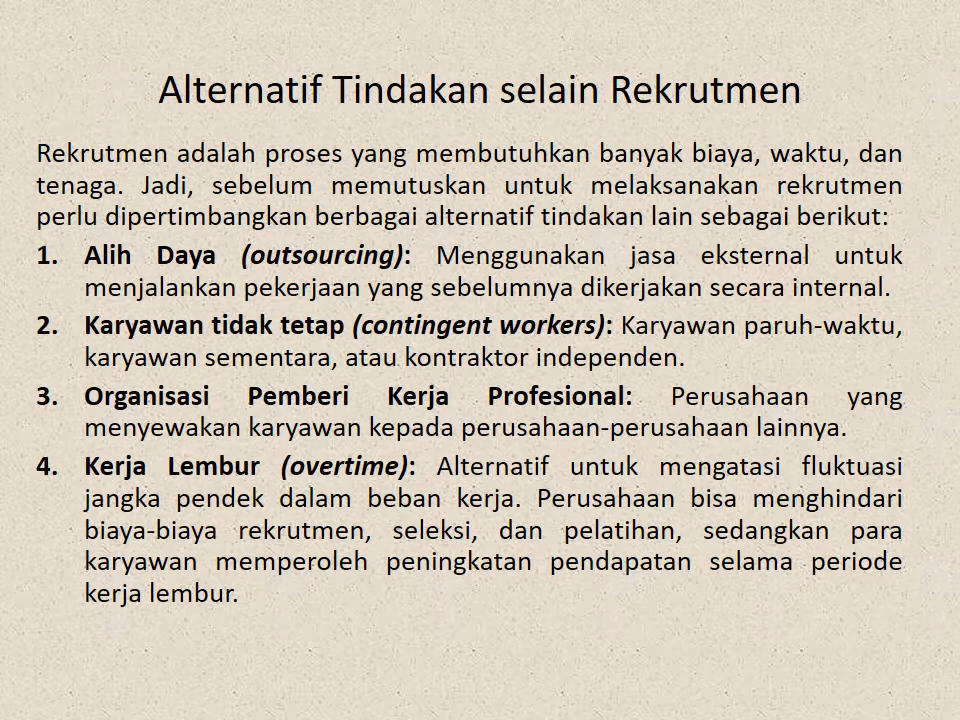 Alternatif Tindakan selain Rekrutmen
Rekrutmen adalah proses yang membutuhkan banyak biaya, waktu, dan
tenaga. Jadi, sebelum memutuskan untuk melaksanakan rekrutmen
perlu dipertimbangkan berbagai alternatif tindakan lain sebagai berikut:
1. Alih Daya (outsourcing): Menggunakan jasa eksternal untuk
menjalankan pekerjaan yang sebelumnya dikerjakan secara internal.
2. Karyawan tidak tetap (contingent workers): Karyawan paruh-waktu,
karyawan sementara, atau kontraktor independen.
3. Organisasi Pemberi Kerja Profesional: Perusahaan yang
menyewakan karyawan kepada perusahaan-perusahaan lainnya.
4. Kerja Lembur (overtime): Alternatif untuk mengatasi fluktuasi
jangka pendek dalam beban kerja. Perusahaan bisa menghindari
biaya-biaya rekrutmen, seleksi, dan pelatihan, sedangkan para
karyawan memperoleh peningkatan pendapatan selama periode
kerja lembur.